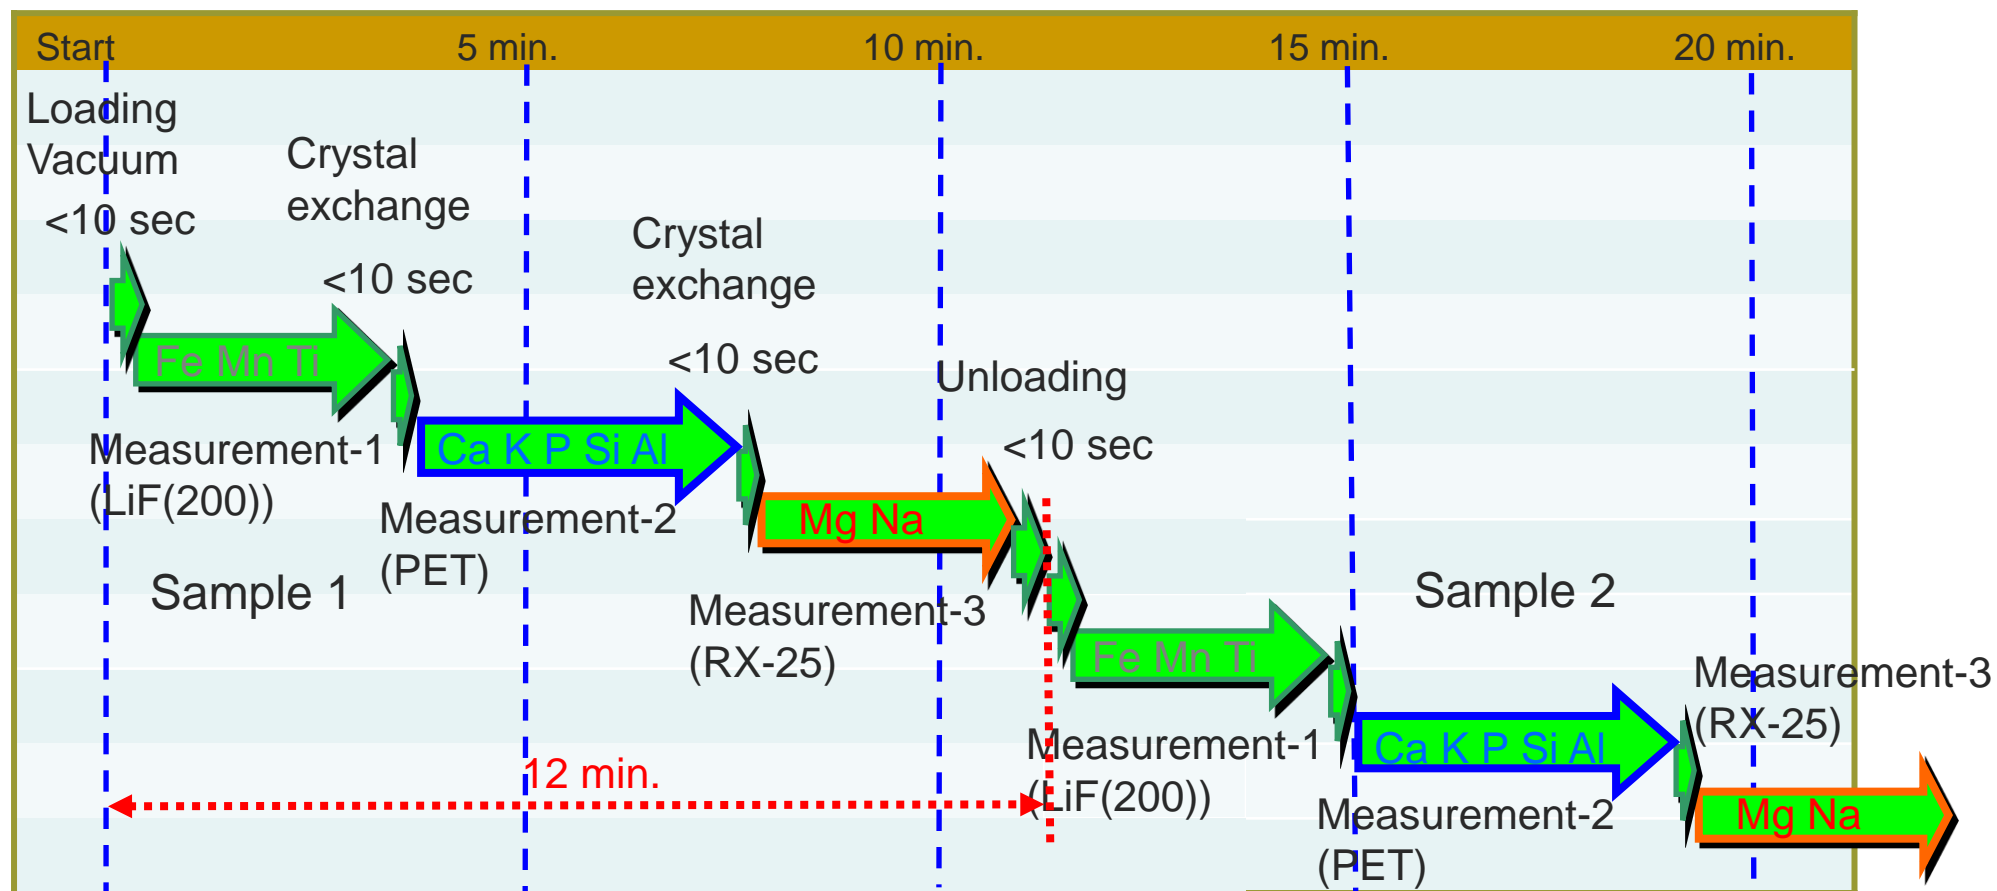 Start
5 min.
10 min.
15 min.
20 min.
Loading
Vacuum
<10 sec
Crystal
exchange
<10 sec
Crystal
exchange
<10 sec
Unloading
<10 sec
Fe Mn Ti
Measurement-1
(LiF(200))
Ca K P Si Al
Measurement-2
(PET)
Mg Na
Measurement-3
(RX-25)
Sample 1
Sample 2
Fe Mn Ti
Measurement-1
(LiF(200))
Ca K P Si Al
Measurement-2
(PET)
Measurement-3
(RX-25)
Mg Na
12 min.